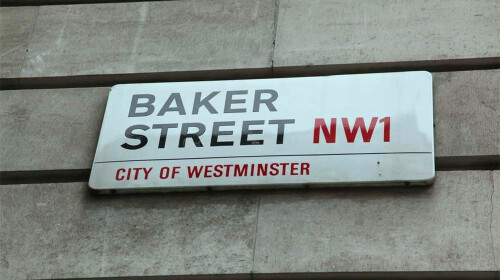 BAKER
STREET NW1
CITY OF WESTMINSTER